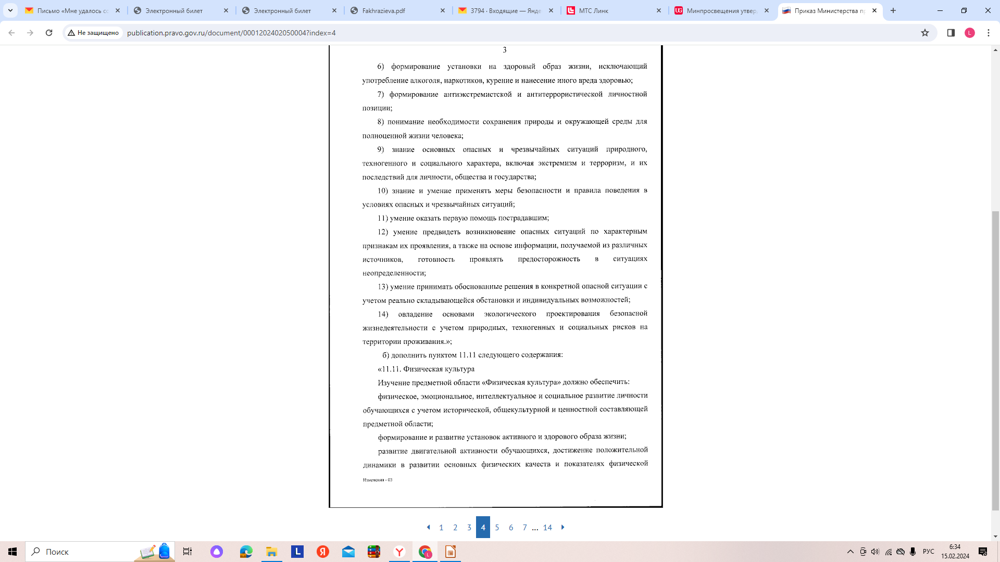 Письмо «Мне удалось со
Электронный билет
Электронный билет
Fakhrazieva.pdf
3794 · Входящие — Янде
МТС Линк
UG
Минпросвещения утвер
Приказ Министерства пр
Не защищено
publication.pravo.gov.ru/document/0001202402050004?index=4
L
3
6) формирование установки на здоровый образ жизни, исключающий
употребление алкоголя, наркотиков, курение и нанесение иного вреда здоровью;
7) формирование антиэкстремистской и антитеррористической личностной
позиции;
8) понимание необходимости сохранения природы и окружающей среды для
полноценной жизни человека;
9) знание основных опасных и чрезвычайных ситуаций природного,
техногенного и социального характера, включая экстремизм и терроризм, и их
последствий для личности, общества и государства;
10) знание и умение применять меры безопасности и правила поведения в
условиях опасных и чрезвычайных ситуаций;
11) умение оказать первую помощь пострадавшим;
12) умение предвидеть возникновение опасных ситуаций по характерным
признакам их проявления, а также на основе информации, получаемой из различных
источников, готовность проявлять предосторожность в ситуациях
неопределенности;
13) умение принимать обоснованные решения в конкретной опасной ситуации с
учетом реально складывающейся обстановки и индивидуальных возможностей;
14) овладение основами экологического проектирования безопасной
жизнедеятельности с учетом природных, техногенных и социальных рисков на
территории проживания.»;
б) дополнить пунктом 11.11 следующего содержания:
«11.11. Физическая культура
Изучение предметной области «Физическая культура» должно обеспечить:
физическое, эмоциональное, интеллектуальное и социальное развитие личности
обучающихся с учетом исторической, общекультурной и ценностной составляющей
предметной области;
формирование и развитие установок активного и здорового образа жизни;
развитие двигательной активности обучающихся, достижение положительной
динамики в развитии основных физических качеств и показателях физической
Изменения - 03
1 2 3 4 5 6 7 ... 14
Поиск
L
Я
Y
L
РУС
6:34
15.02.2024